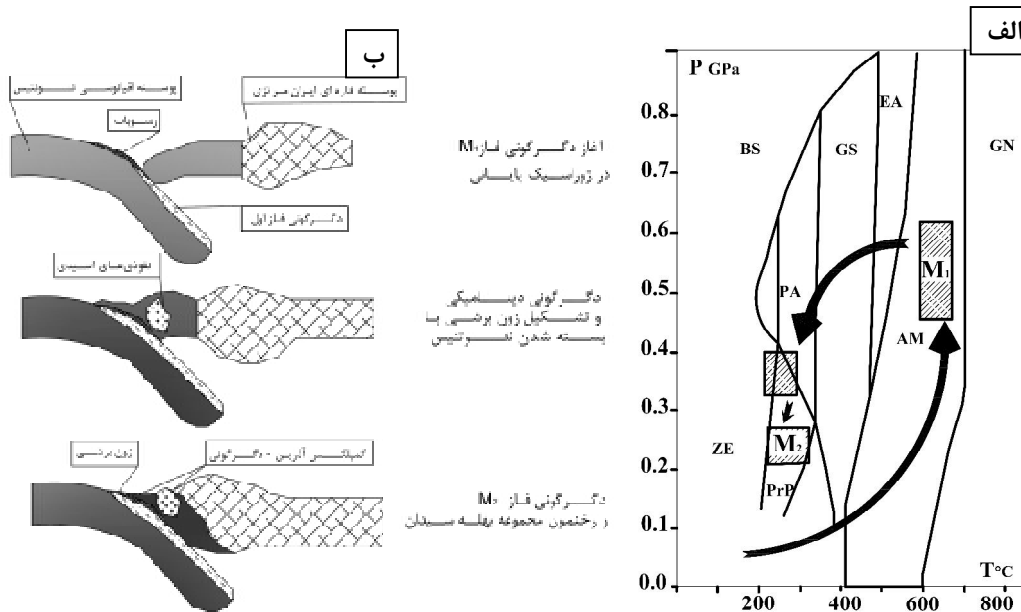 الف
P GPa
0.8
0.7
0.6
0.5
0.4
0.3
0.2
0.1
0.0
BS
GS
EA
GN
PA
M₁
AM
ZE
M₂
PrP
T°C
200
400
600
800
ب
پوسته اقیانوسی نئوتتیس
رسوبات
پوسته قاره ای ایران مرکزی
دگرگونی فاز اول
آغاز دگرگونی فاز M₁
در ژوراسیک پایانی
نفوذی‌های اسیدی
دگرگونی دینامیکی
و تشکیل زون برشی با
بسته شدن نئوتتیس
زون برشی
کمپلکس آذرین - دگرگونی
دگرگونی فاز M₂